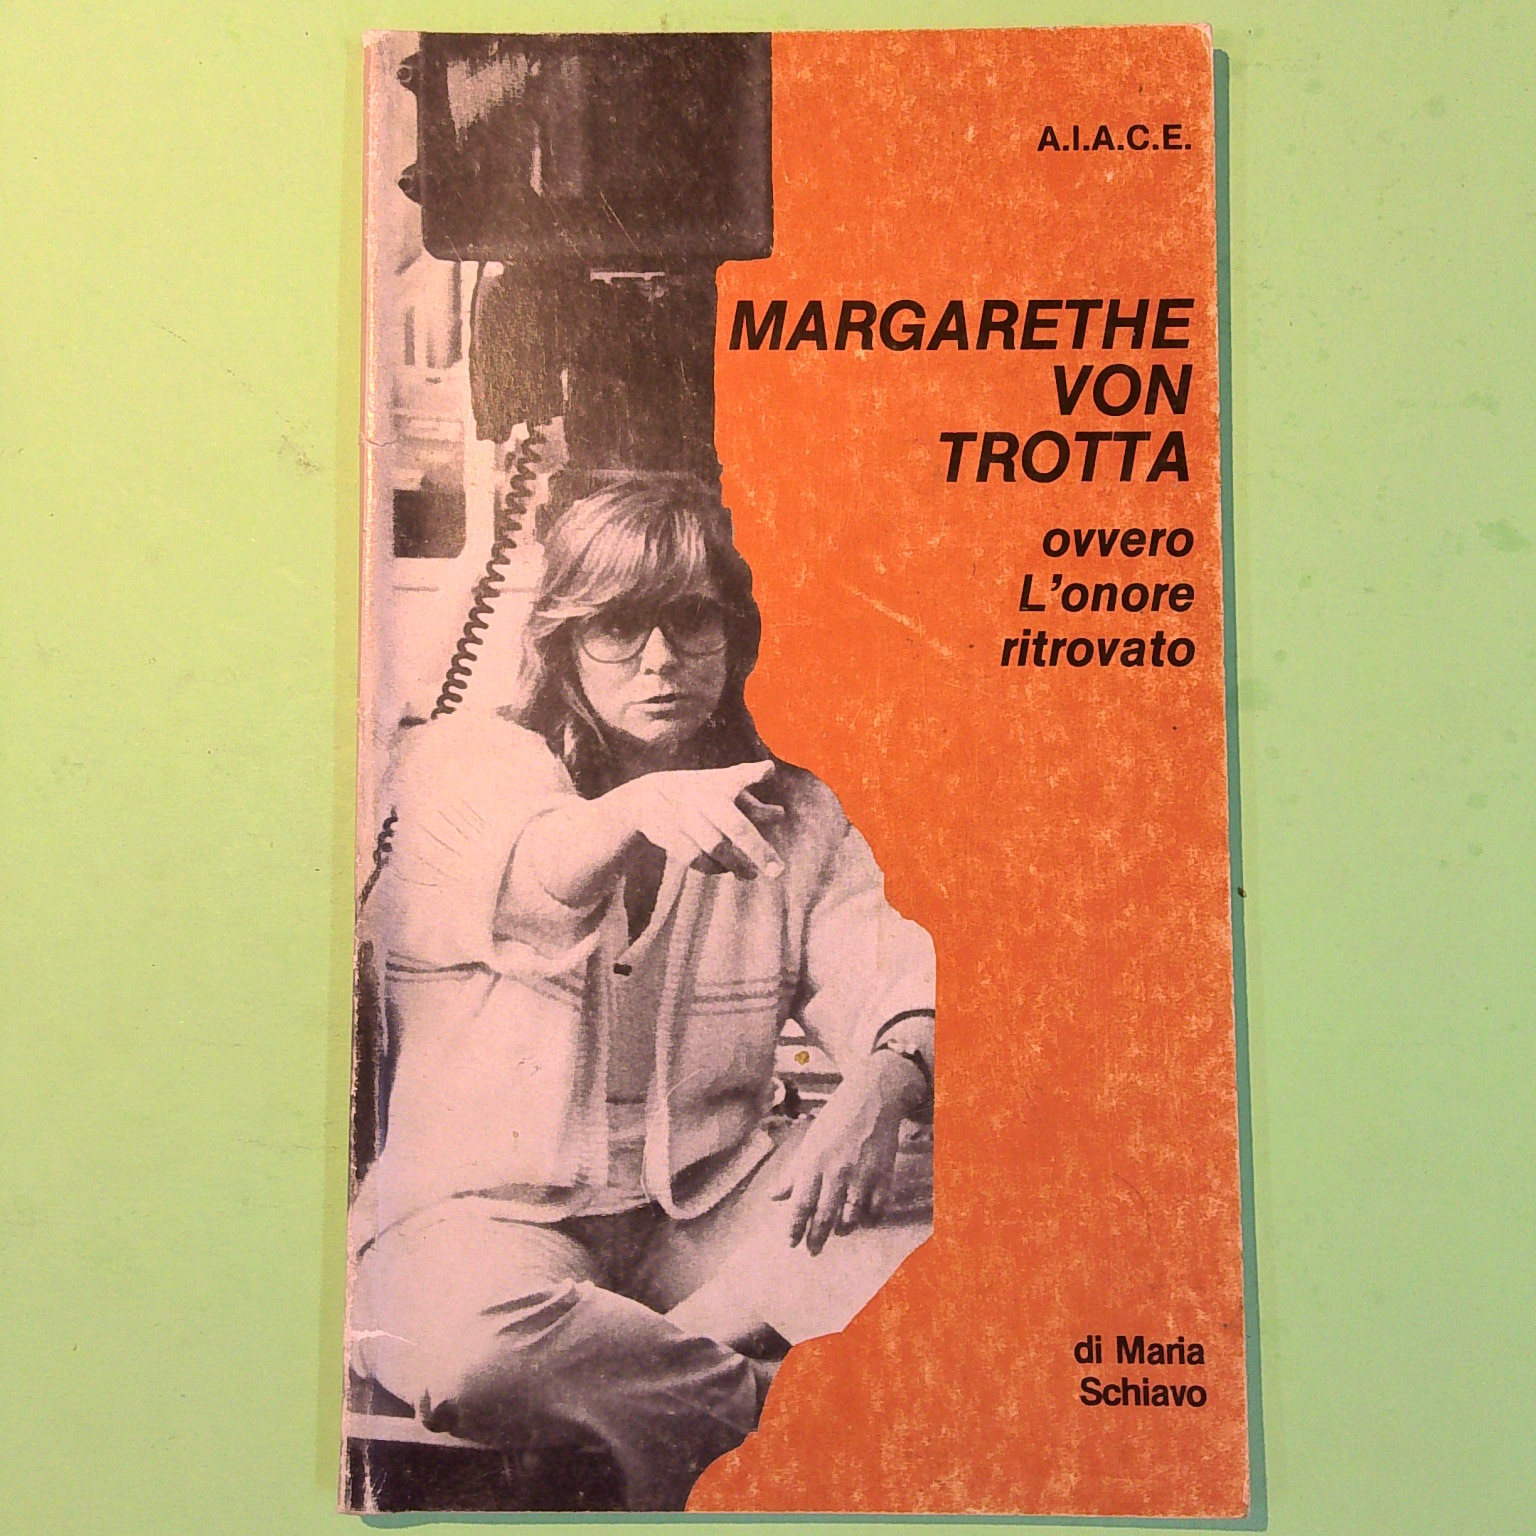 A.I.A.C.E.
MARGARETHE
VON
TROTTA
ovvero
L'onore
ritrovato
di Maria
Schiavo